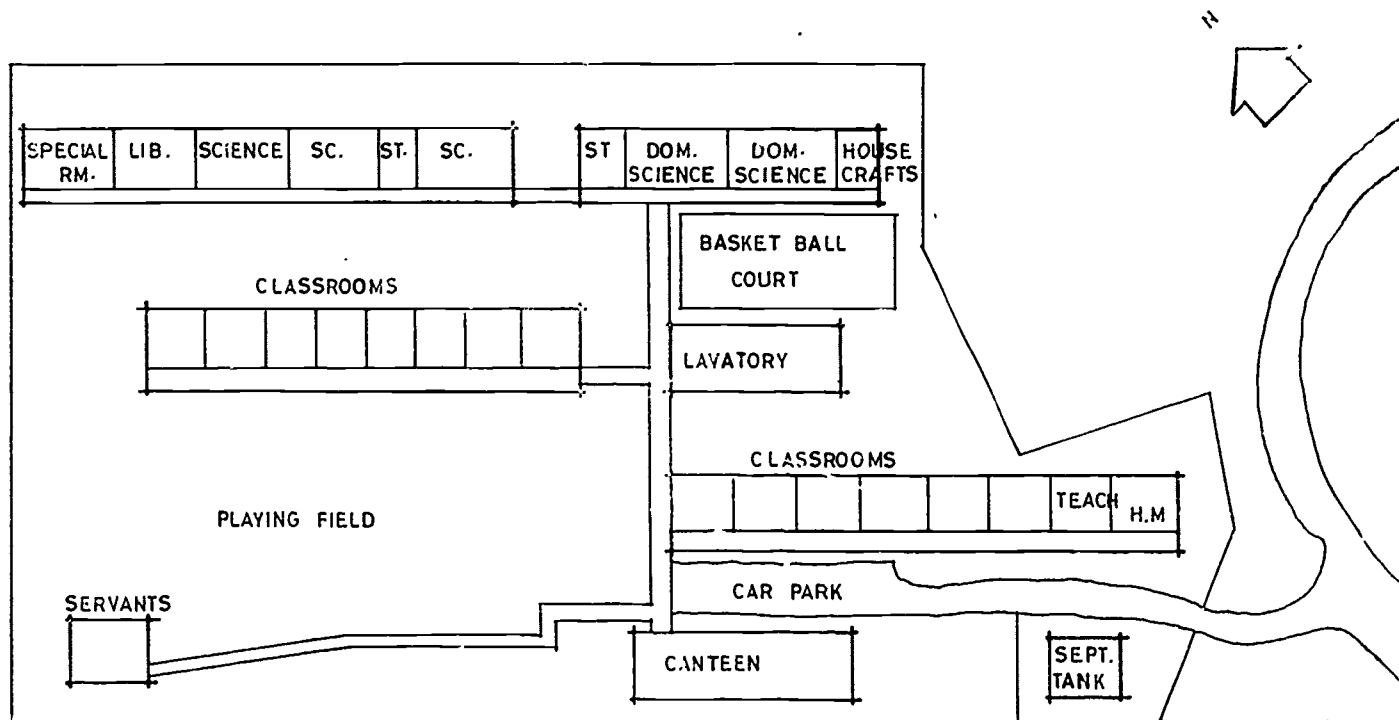 N
SPECIAL
RM.
LIB.
SCIENCE
SC.
ST.
SC.
ST
DOM.
SCIENCE
DOM.
SCIENCE
HOUSE
CRAFTS
BASKET BALL
COURT
CLASSROOMS
LAVATORY
CLASSROOMS
TEACH
H.M
PLAYING FIELD
CAR PARK
SERVANTS
CANTEEN
SEPT.
TANK